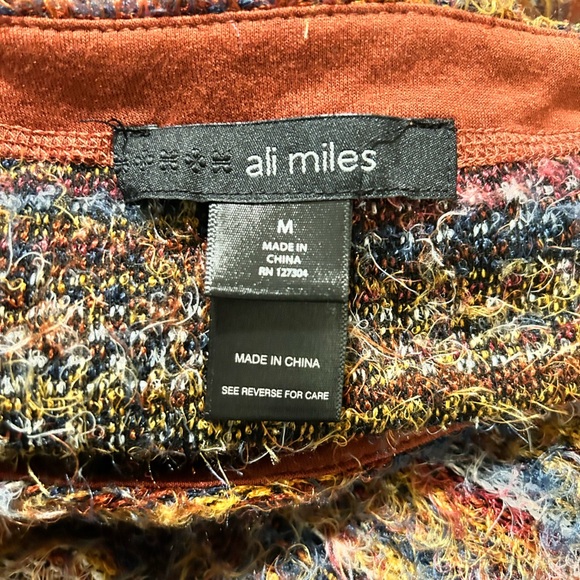 ali miles
M
MADE IN
CHINA
RN 127304
MADE IN CHINA
SEE REVERSE FOR CARE